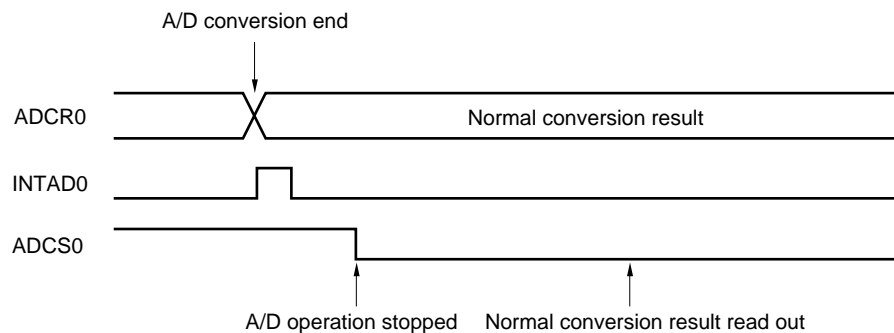 A/D conversion end
ADCR0
Normal conversion result
INTAD0
ADCS0
A/D operation stopped
Normal conversion result read out